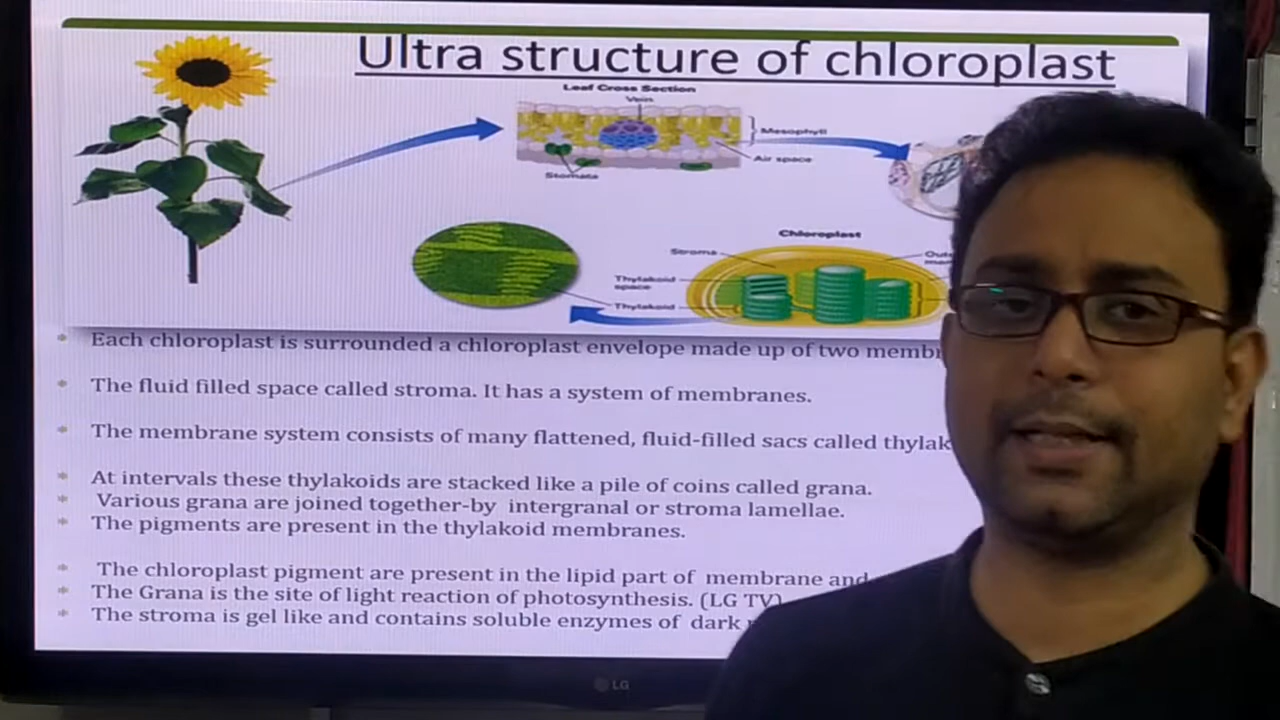 Ultra structure of chloroplast
Leaf Cross Section
Vein
Mesophyll
Air space
Stomata
Chloroplast
Stroma
Thylakoid
space
Thylakoid
Each chloroplast is surrounded a chloroplast envelope made up of two
The fluid filled space called stroma. It has a system of membranes.
The membrane system consists of many flattened, fluid-filled sacs called
At intervals these thylakoids are stacked like a pile of coins called grana.
Various grana are joined together-by intergranal or stroma lamellae.
The pigments are present in the thylakoid membranes.
The chloroplast pigment are present in the lipid part of membrane and
The Grana is the site of light reaction of photosynthesis. (LG TV)
The stroma is gel like and contains soluble enzymes of dark
LG